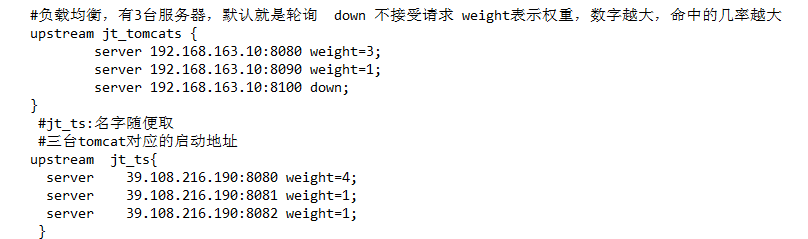 #负载均衡，有3台服务器，默认就是轮询  down 不接受请求 weight表示权重，数字越大，命中的几率越大
upstream jt_tomcats {
        server 192.168.163.10:8080 weight=3;
        server 192.168.163.10:8090 weight=1;
        server 192.168.163.10:8100 down;
}
 #jt_ts:名字随便取
 #三台tomcat对应的启动地址
upstream  jt_ts{
  server    39.108.216.190:8080 weight=4;
  server    39.108.216.190:8081 weight=1;
  server    39.108.216.190:8082 weight=1;
 }